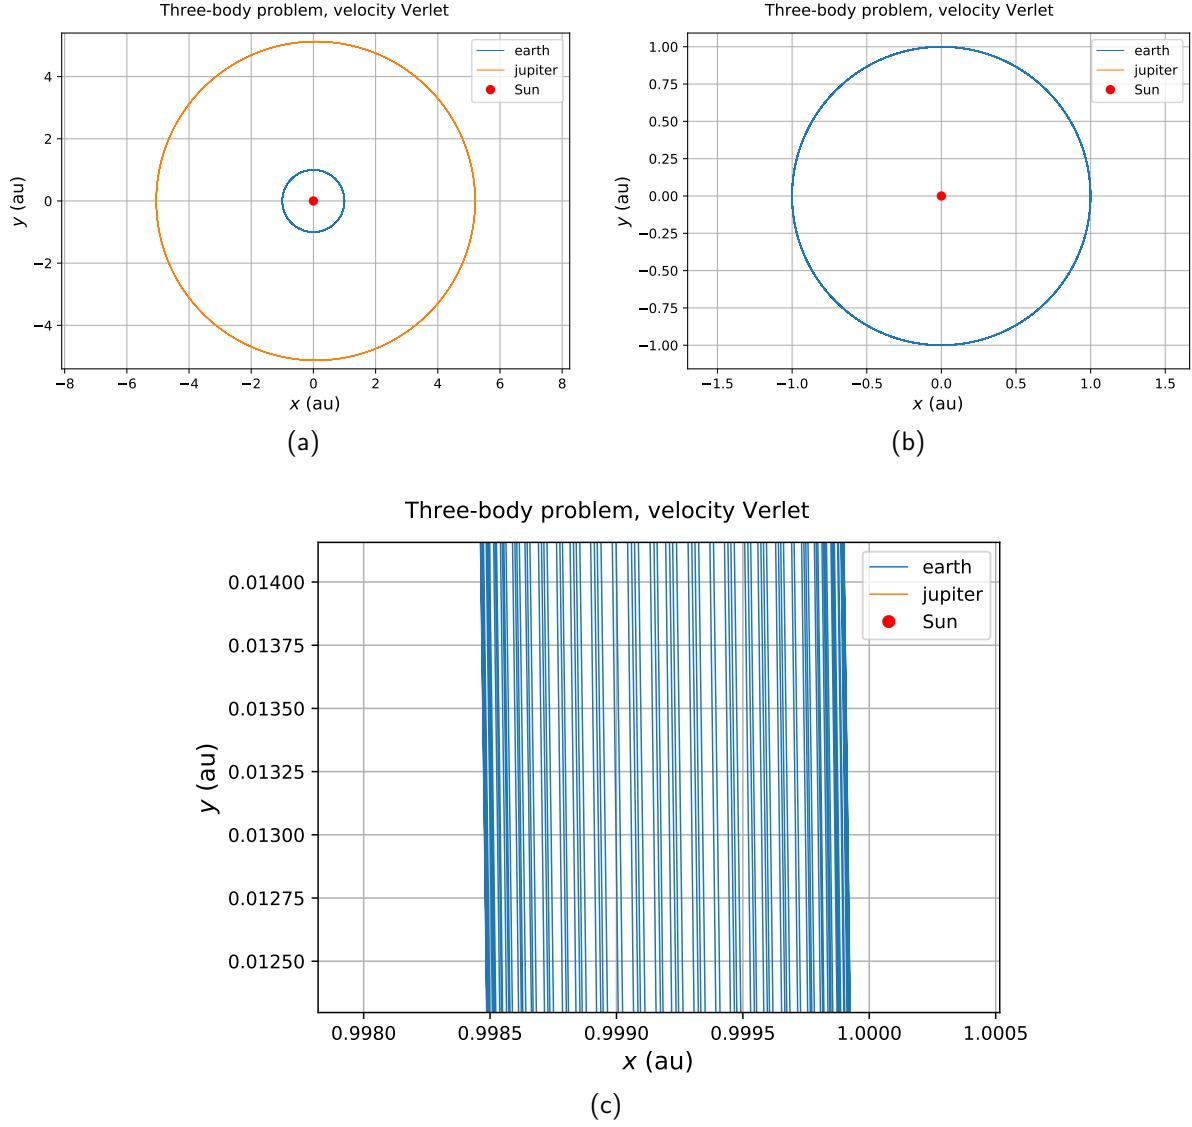 Three-body problem, velocity Verlet
earth
jupiter
Sun
4
2
0
−2
−4
y (au)
−8 −6 −4 −2 0 2 4 6 8
x (au)
(a)
Three-body problem, velocity Verlet
earth
jupiter
Sun
1.00
0.75
0.50
0.25
0.00
−0.25
−0.50
−0.75
−1.00
y (au)
−1.5 −1.0 −0.5 0.0 0.5 1.0 1.5
x (au)
(b)
Three-body problem, velocity Verlet
earth
jupiter
Sun
0.01400
0.01375
0.01350
0.01325
0.01300
0.01275
0.01250
y (au)
0.9980 0.9985 0.9990 0.9995 1.0000 1.0005
x (au)
(c)